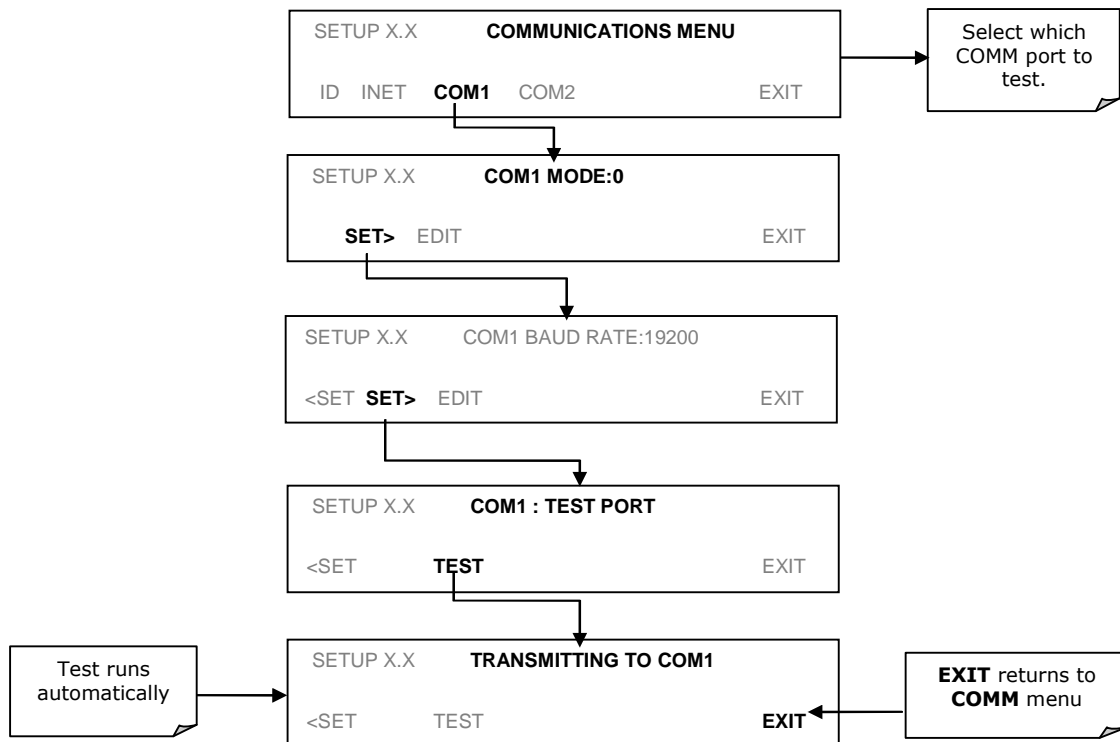 SETUP X.X COMMUNICATIONS MENU
ID INET COM1 COM2 EXIT
Select which
COMM port to
test.
SETUP X.X COM1 MODE:0
SET> EDIT EXIT
SETUP X.X COM1 BAUD RATE:19200
<SET SET> EDIT EXIT
SETUP X.X COM1 : TEST PORT
<SET TEST EXIT
Test runs
automatically
SETUP X.X TRANSMITTING TO COM1
<SET TEST EXIT
EXIT returns to
COMM menu